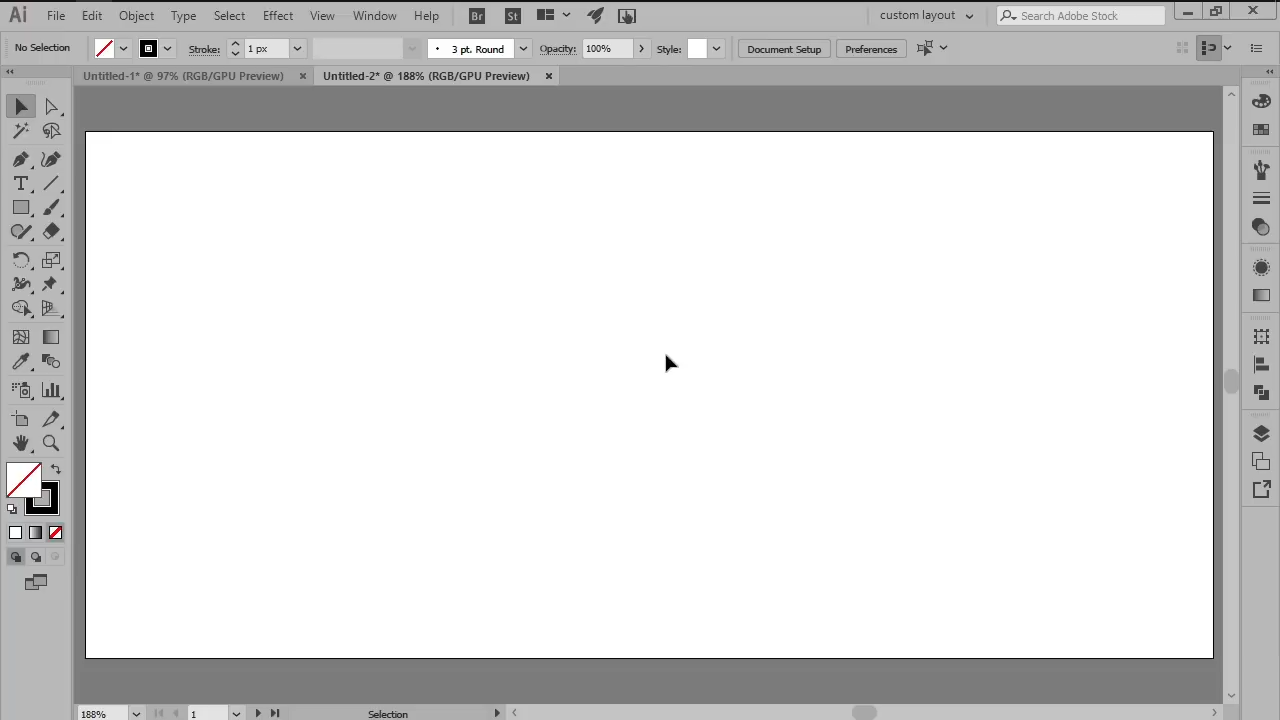 Ai File Edit Object Type Select Effect View Window Help Br St custom layout Search Adobe Stock
No Selection Stroke: 1 px 3 pt. Round Opacity: 100% Style: Document Setup Preferences
Untitled-1* @ 97% (RGB/GPU Preview) Untitled-2* @ 188% (RGB/GPU Preview)
188% 1 Selection